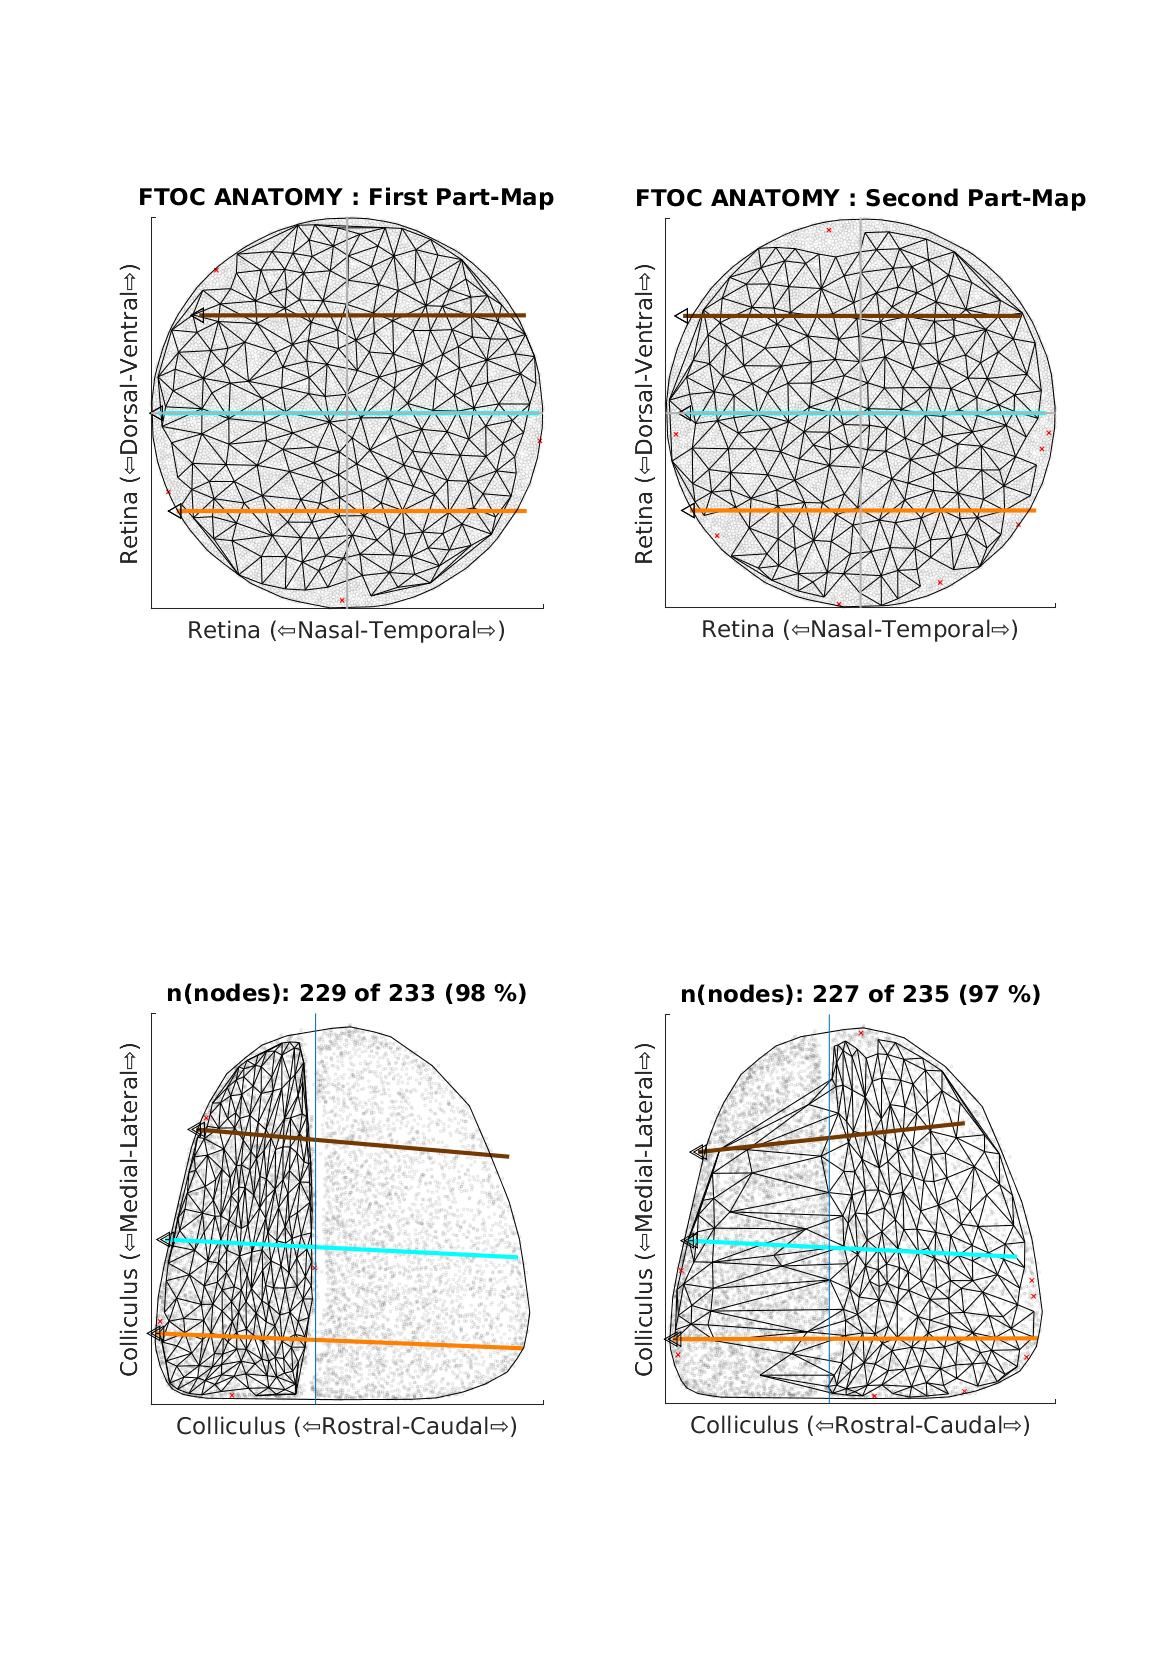 FTOC ANATOMY : First Part-Map
FTOC ANATOMY : Second Part-Map
Retina (⇦Dorsal-Ventral⇨)
Retina (⇦Dorsal-Ventral⇨)
Retina (⇦Nasal-Temporal⇨)
Retina (⇦Nasal-Temporal⇨)
n(nodes): 229 of 233 (98 %)
n(nodes): 227 of 235 (97 %)
Colliculus (⇦Medial-Lateral⇨)
Colliculus (⇦Medial-Lateral⇨)
Colliculus (⇦Rostral-Caudal⇨)
Colliculus (⇦Rostral-Caudal⇨)